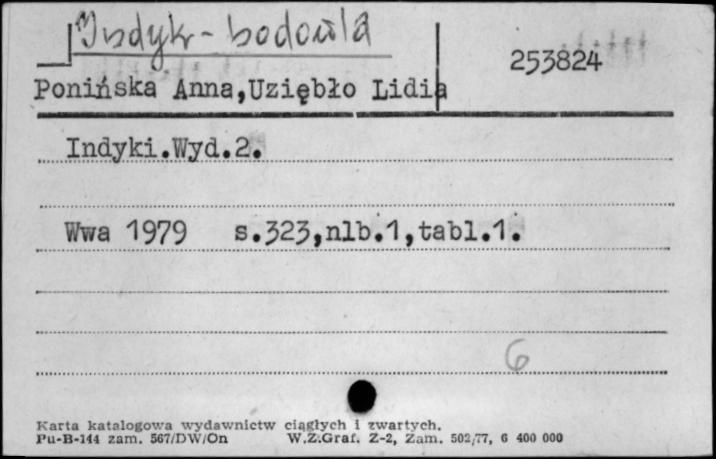 Indyk - hodowla
253824
Ponińska Anna,Uziębło Lidia
Indyki.Wyd.2.
Wwa 1979 s.323,nlb.1,tabl.1.
6
Karta katalogowa wydawnictw ciągłych i zwartych.
Pu-B-144 zam. 567/DW/On W.Z.Graf. Z-2, Zam. 502/77, 6 400 000